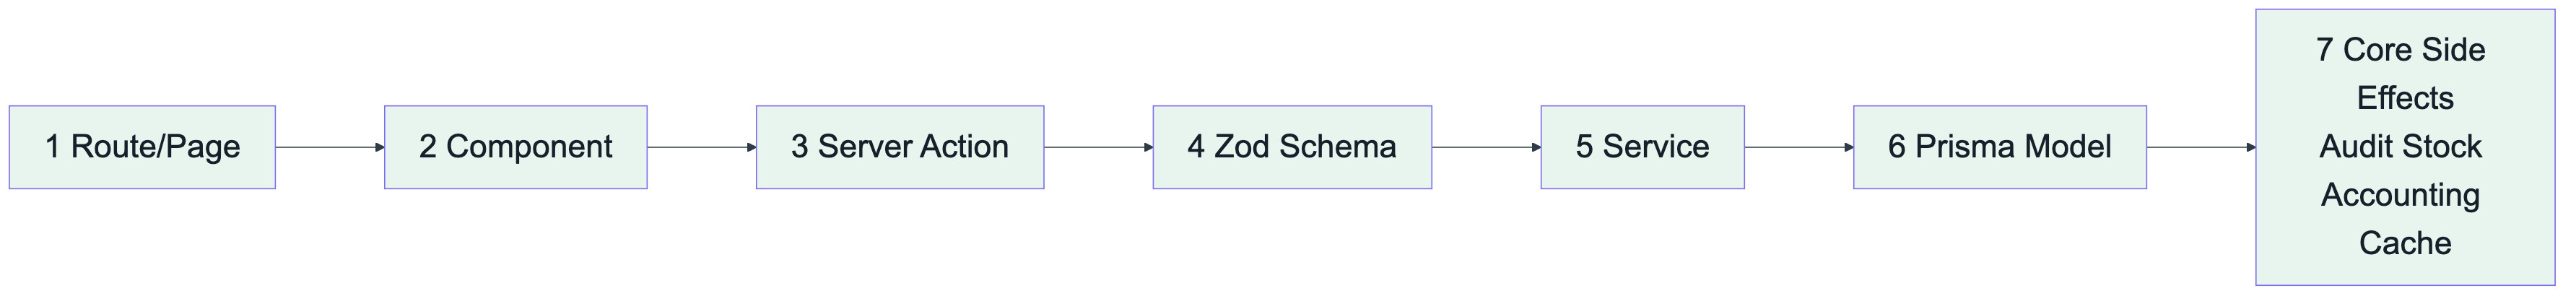 1 Route/Page
2 Component
3 Server Action
4 Zod Schema
5 Service
6 Prisma Model
7 Core Side
Effects
Audit Stock
Accounting
Cache